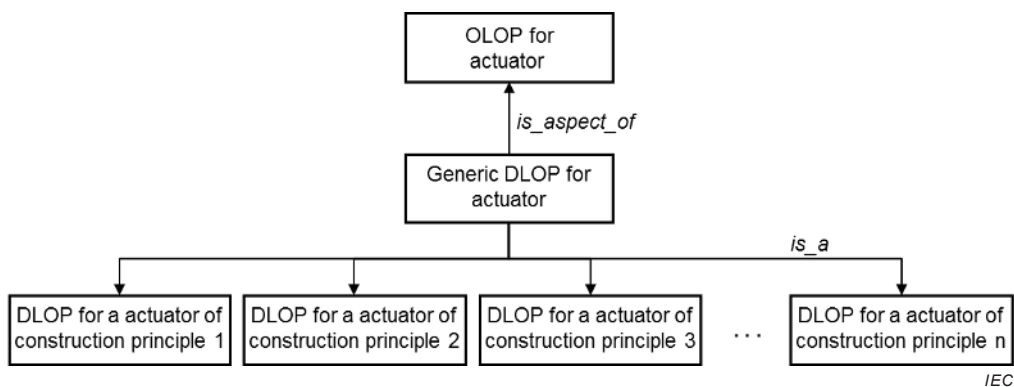 OLOP for
actuator
is_aspect_of
Generic DLOP for
actuator
is_a
DLOP for a actuator of
construction principle 1
DLOP for a actuator of
construction principle 2
DLOP for a actuator of
construction principle 3
...
DLOP for a actuator of
construction principle n
IEC